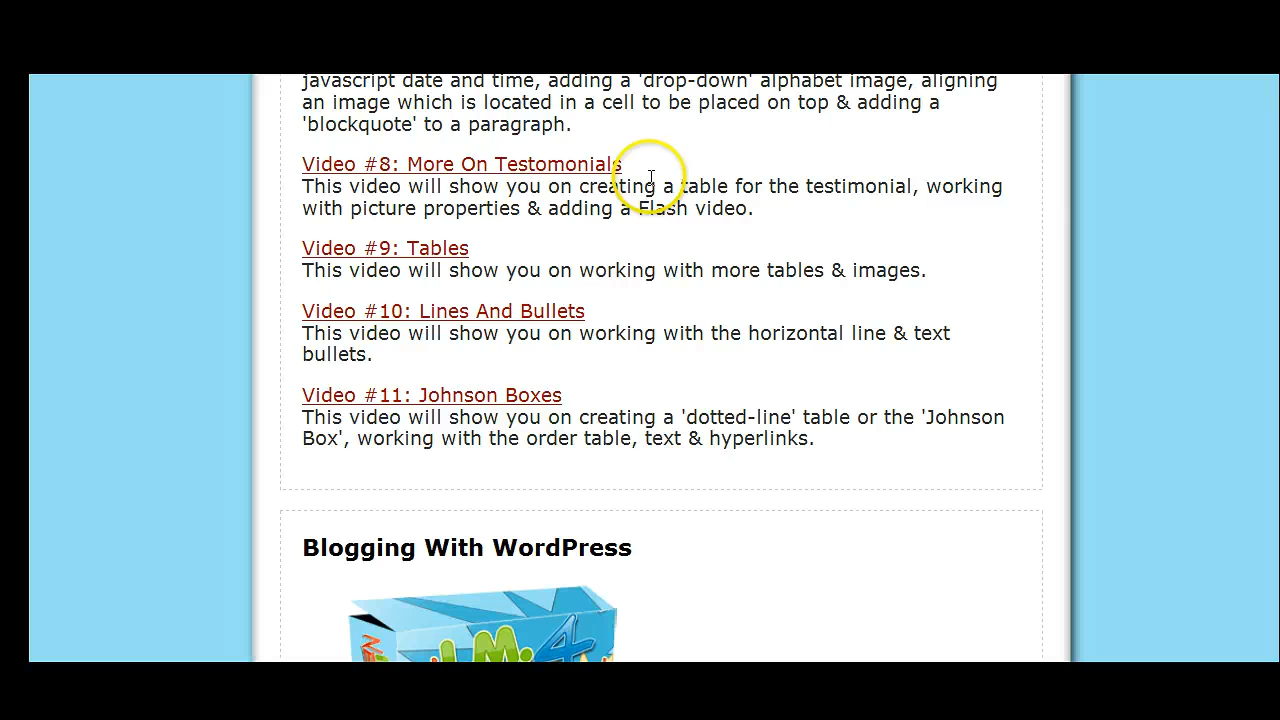 javascript date and time, adding a 'drop-down' alphabet image, aligning
an image which is located in a cell to be placed on top & adding a
'blockquote' to a paragraph.
Video #8: More On Testomonials
This video will show you on creating a table for the testimonial, working
with picture properties & adding a Flash video.
Video #9: Tables
This video will show you on working with more tables & images.
Video #10: Lines And Bullets
This video will show you on working with the horizontal line & text
bullets.
Video #11: Johnson Boxes
This video will show you on creating a 'dotted-line' table or the 'Johnson
Box', working with the order table, text & hyperlinks.
Blogging With WordPress
I.M. 4